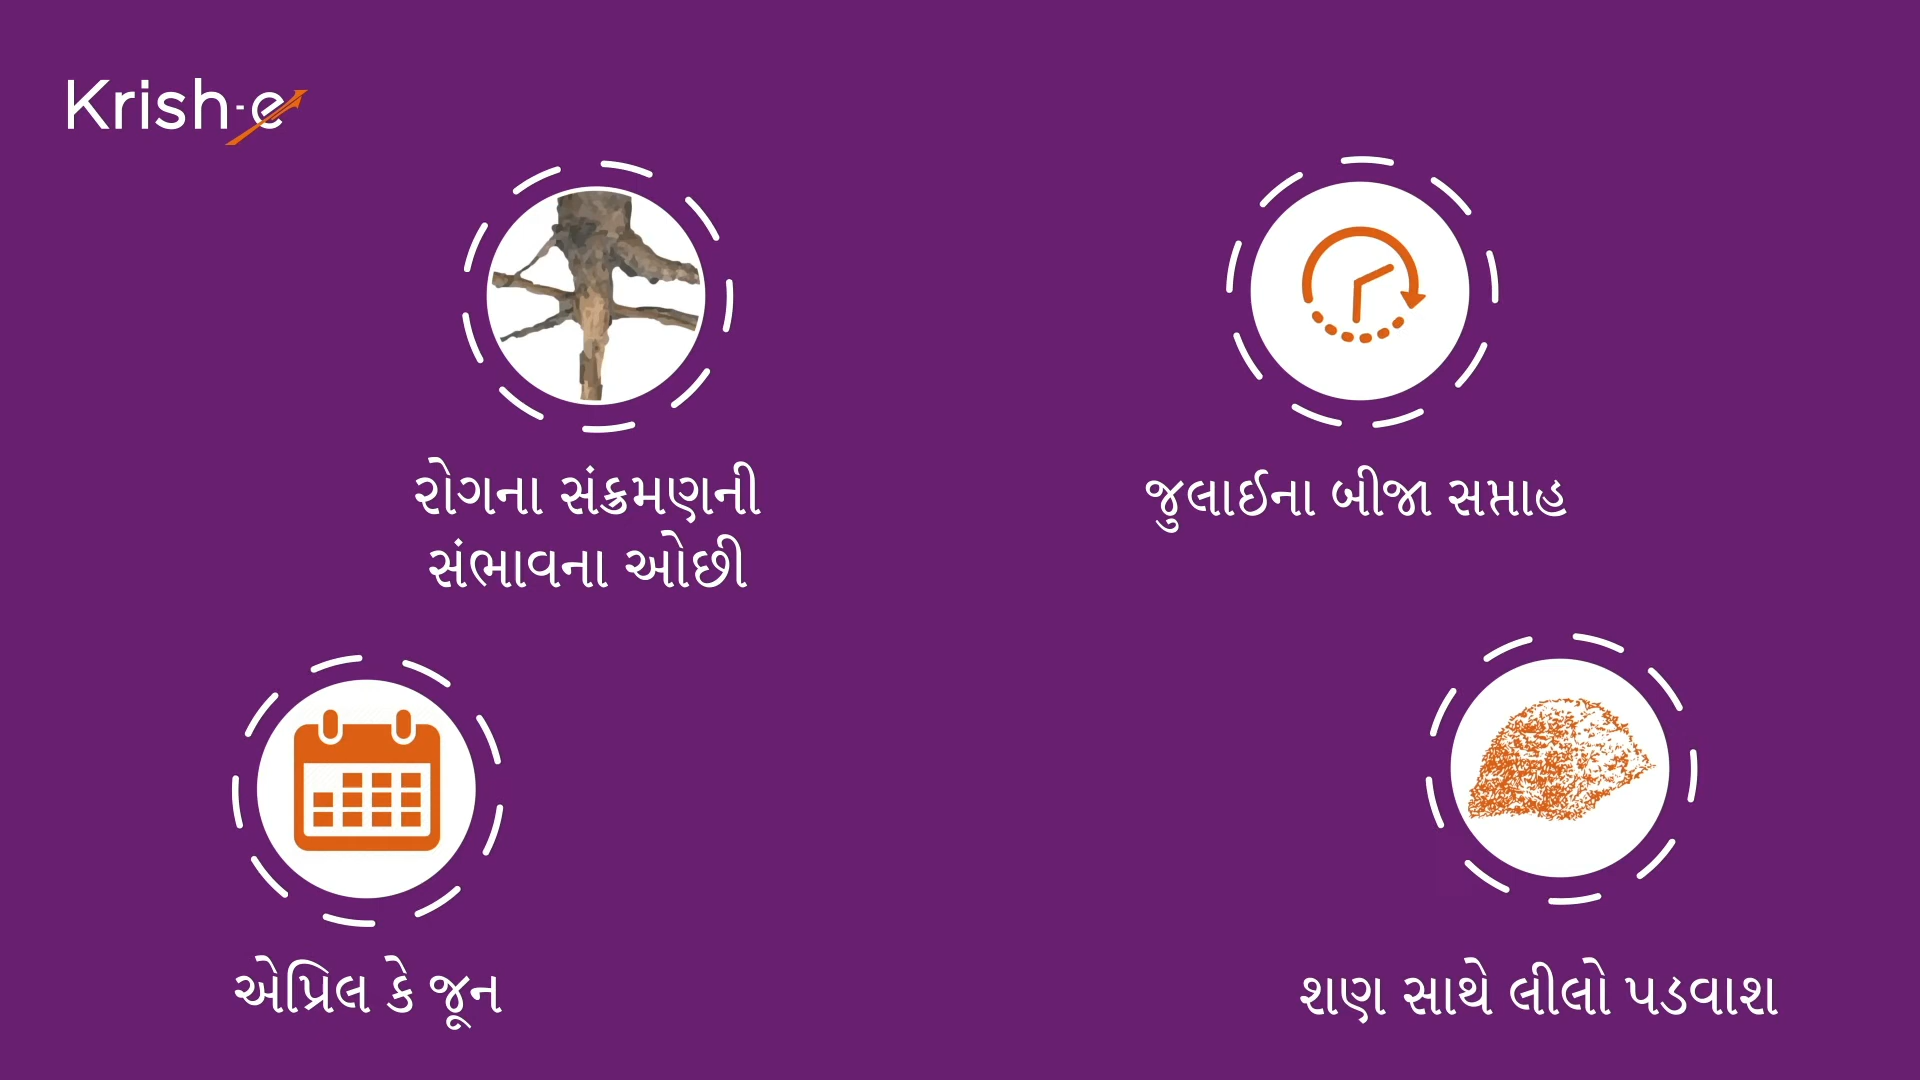 Krish-e
રોગના સંક્રમણની
સંભાવના ઓછી
જુલાઈના બીજા સપ્તાહ
એપ્રિલ કે જૂન
શણ સાથે લીલો પડવાશ